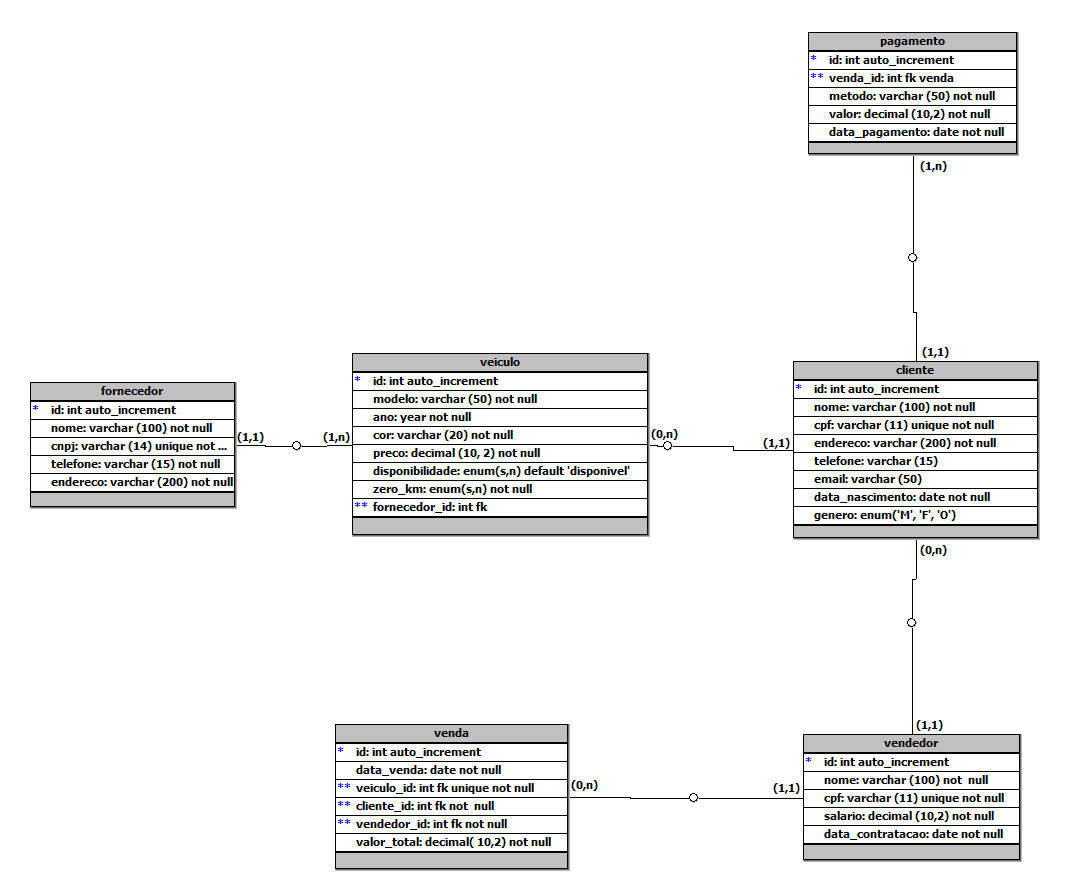 pagamento
* id: int auto_increment
** venda_id: int fk venda
metodo: varchar (50) not null
valor: decimal (10,2) not null
data_pagamento: date not null
(1,n)
(1,1)
cliente
* id: int auto_increment
nome: varchar (100) not null
cpf: varchar (11) unique not null
endereco: varchar (200) not null
telefone: varchar (15)
email: varchar (50)
data_nascimento: date not null
genero: enum('M', 'F', 'O')
veiculo
* id: int auto_increment
modelo: varchar (50) not null
ano: year not null
cor: varchar (20) not null
preco: decimal (10, 2) not null
disponibilidade: enum(s,n) default 'disponivel'
zero_km: enum(s,n) not null
** fornecedor_id: int fk
(0,n)
(1,1)
fornecedor
* id: int auto_increment
nome: varchar (100) not null
cnpj: varchar (14) unique not ...
telefone: varchar (15) not null
endereco: varchar (200) not null
(1,1)
(1,n)
(0,n)
(1,1)
venda
* id: int auto_increment
data_venda: date not null
** veiculo_id: int fk unique not null
** cliente_id: int fk not  null
** vendedor_id: int fk not null
valor_total: decimal( 10,2) not null
(0,n)
(1,1)
vendedor
* id: int auto_increment
nome: varchar (100) not  null
cpf: varchar (11) unique not null
salario: decimal (10,2) not null
data_contratacao: date not null